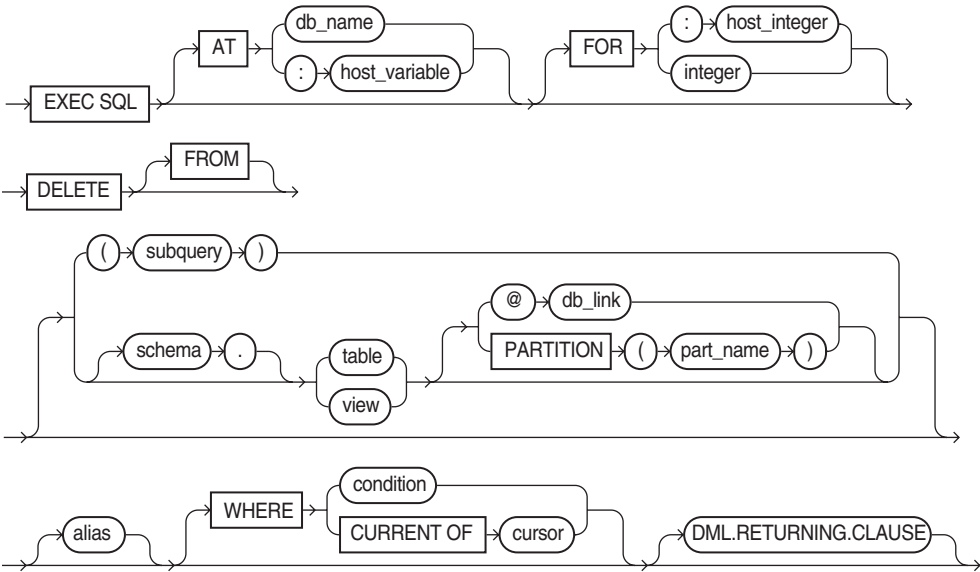 db_name : host_integer
AT FOR
: host_variable integer
EXEC SQL
FROM
DELETE
( subquery )
@ db_link
schema . table PARTITION ( part_name )
view
condition
WHERE
alias CURRENT OF cursor DML.RETURNING.CLAUSE